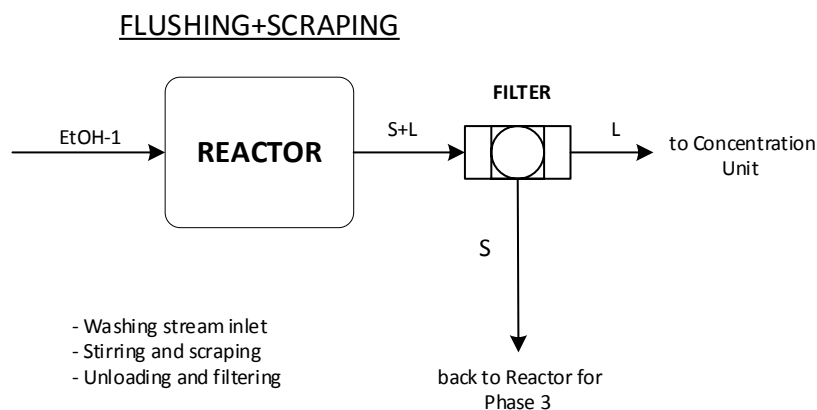 FLUSHING+SCRAPING
FILTER
EtOH-1
REACTOR
S+L
L
to Concentration
Unit
S
- Washing stream inlet
- Stirring and scraping
- Unloading and filtering
back to Reactor for
Phase 3